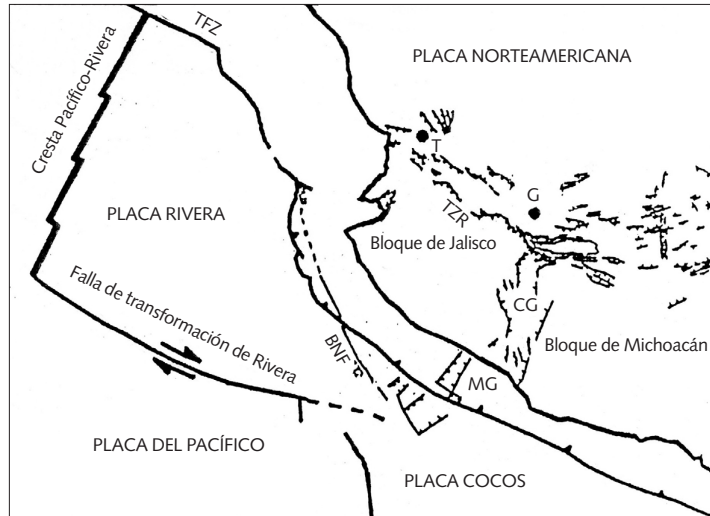 TFZ
PLACA NORTEAMERICANA
Cresta Pacífico-Rivera
T
G
PLACA RIVERA
TZR
Bloque de Jalisco
Falla de transformación de Rivera
CG
Bloque de Michoacán
BNF
MG
PLACA DEL PACÍFICO
PLACA COCOS